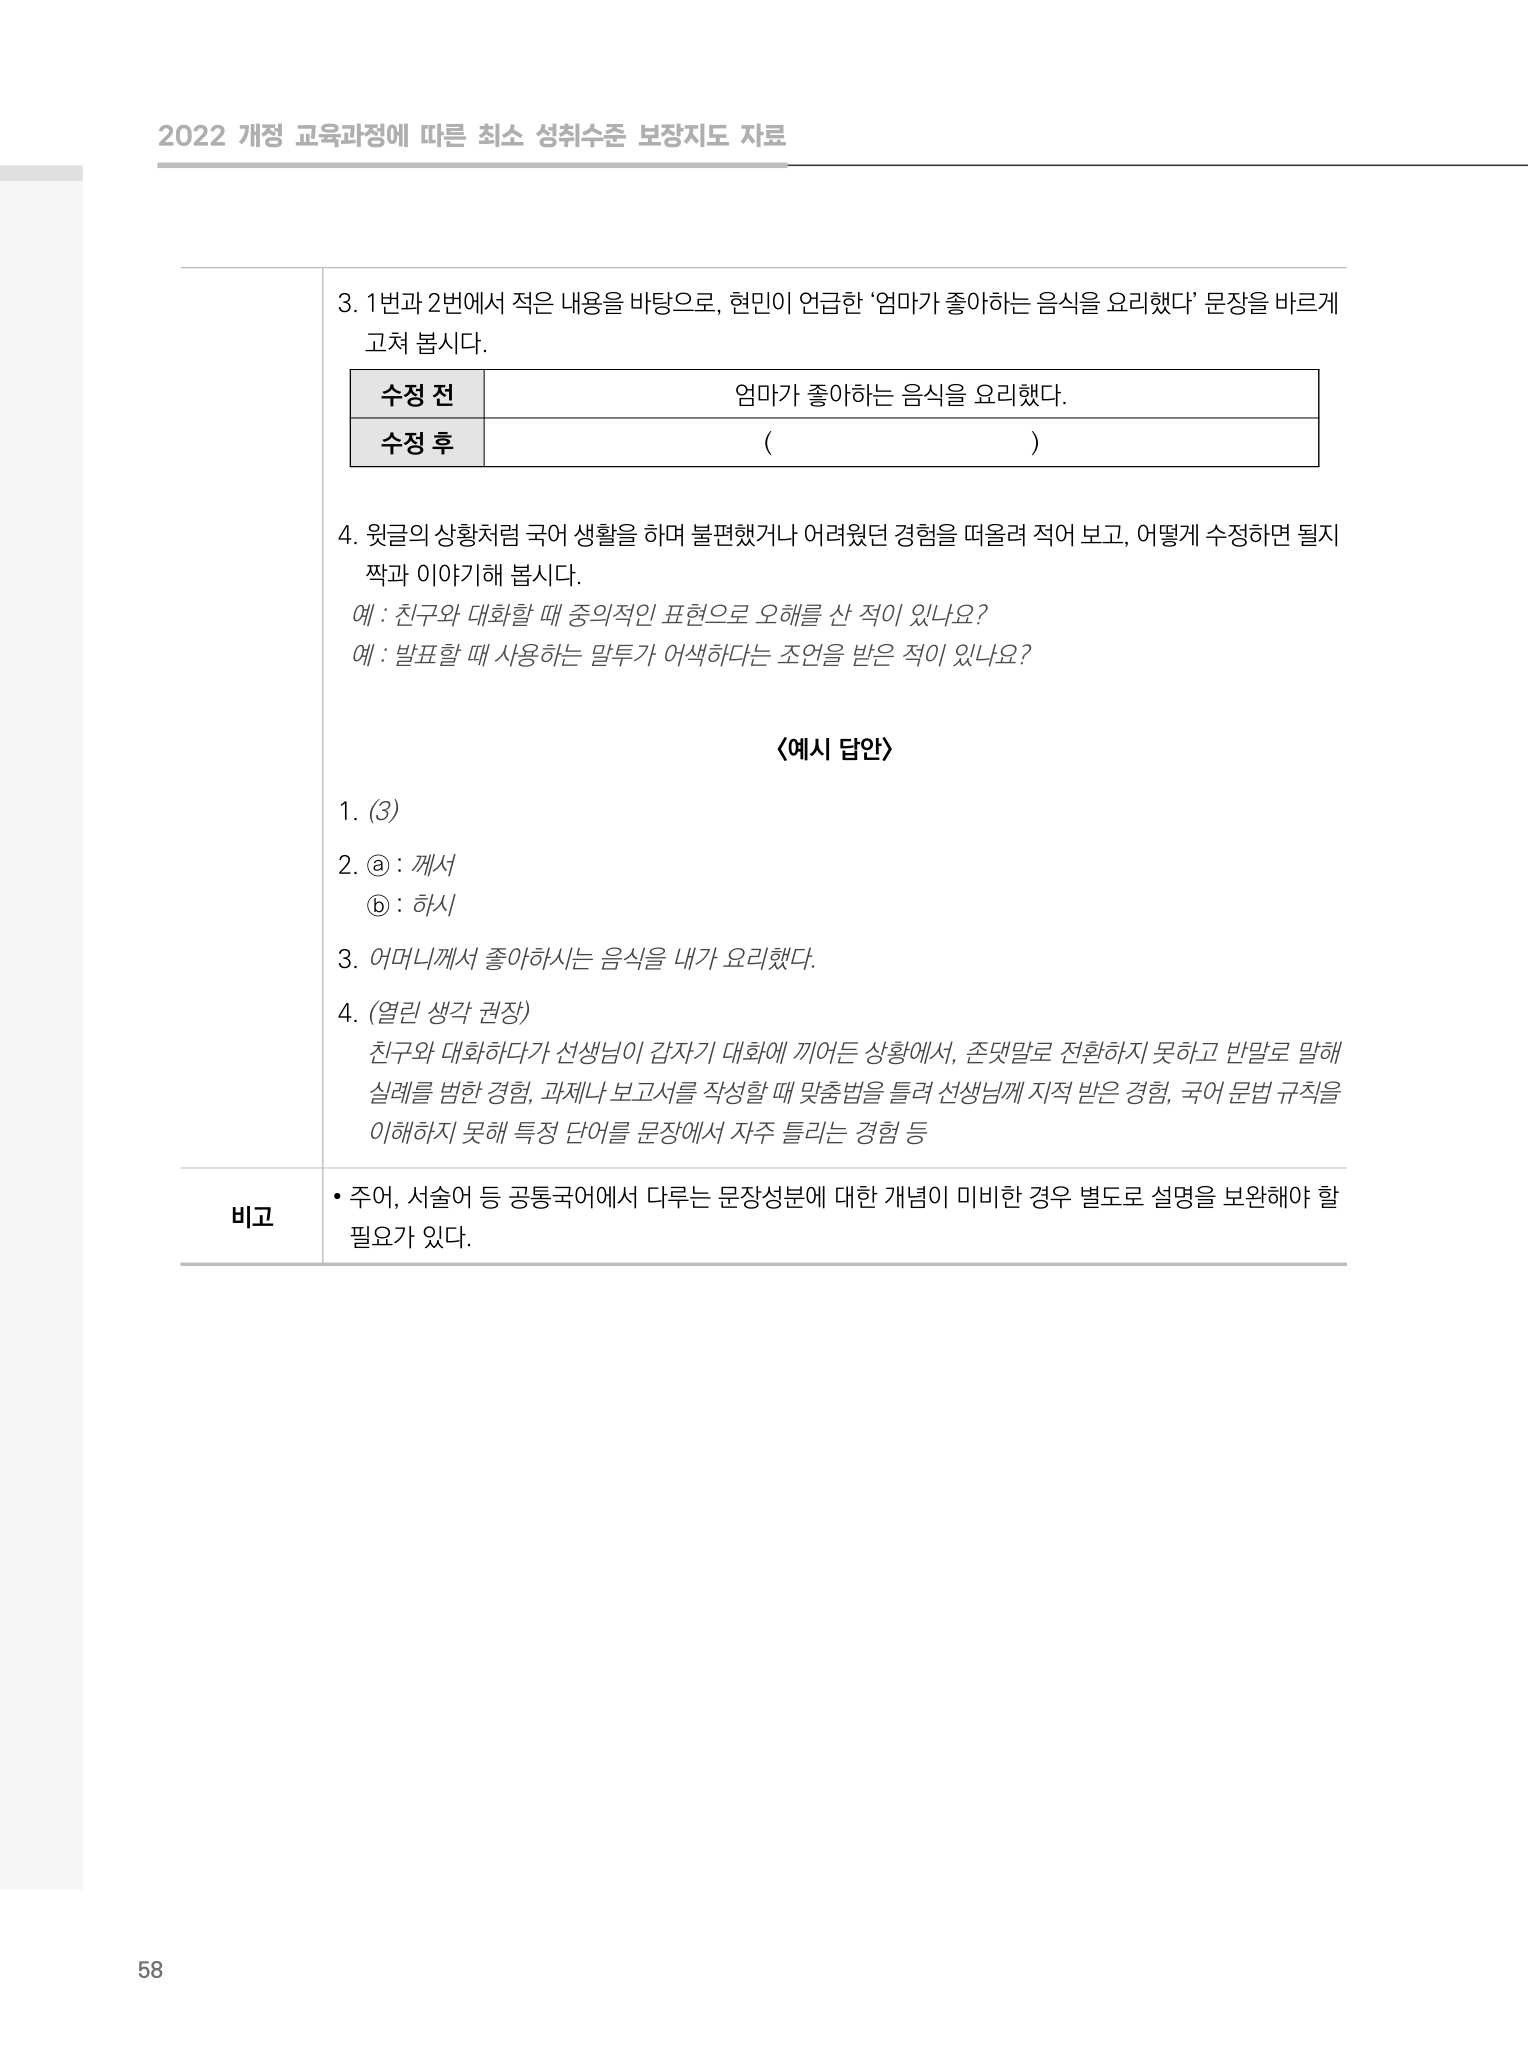 2022 개정 교육과정에 따른 최소 성취수준 보장지도 자료
3. 1번과 2번에서 적은 내용을 바탕으로, 현민이 언급한 ‘엄마가 좋아하는 음식을 요리했다’ 문장을 바르게
고쳐 봅시다.
수정 전 엄마가 좋아하는 음식을 요리했다.
수정 후 ( )
4. 윗글의 상황처럼 국어 생활을 하며 불편했거나 어려웠던 경험을 떠올려 적어 보고, 어떻게 수정하면 될지
짝과 이야기해 봅시다.
예 : 친구와 대화할 때 중의적인 표현으로 오해를 산 적이 있나요?
예 : 발표할 때 사용하는 말투가 어색하다는 조언을 받은 적이 있나요?
〈예시 답안〉
1. (3)
2. ⓐ : 께서
ⓑ : 하시
3. 어머니께서 좋아하시는 음식을 내가 요리했다.
4. (열린 생각 권장)
친구와 대화하다가 선생님이 갑자기 대화에 끼어든 상황에서, 존댓말로 전환하지 못하고 반말로 말해
실례를 범한 경험, 과제나 보고서를 작성할 때 맞춤법을 틀려 선생님께 지적 받은 경험, 국어 문법 규칙을
이해하지 못해 특정 단어를 문장에서 자주 틀리는 경험 등
비고
• 주어, 서술어 등 공통국어에서 다루는 문장성분에 대한 개념이 미비한 경우 별도로 설명을 보완해야 할
필요가 있다.
58